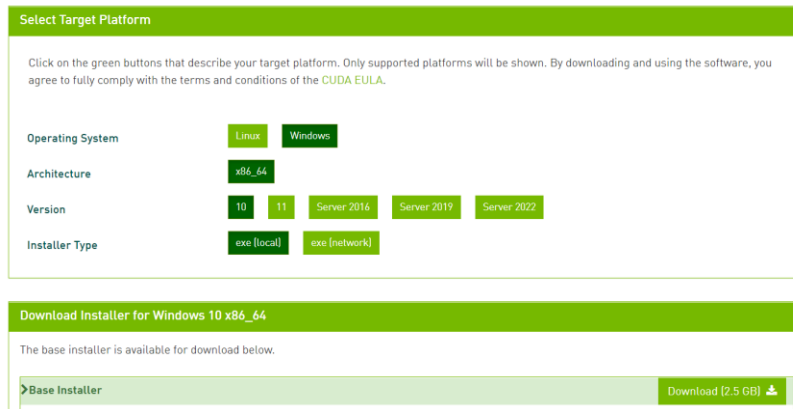 Select Target Platform
Click on the green buttons that describe your target platform. Only supported platforms will be shown. By downloading and using the software, you
agree to fully comply with the terms and conditions of the CUDA EULA.
Operating System Linux Windows
Architecture x86_64
Version 10 11 Server 2016 Server 2019 Server 2022
Installer Type exe (local) exe (network)
Download Installer for Windows 10 x86_64
The base installer is available for download below.
Base Installer Download (2.5 GB)